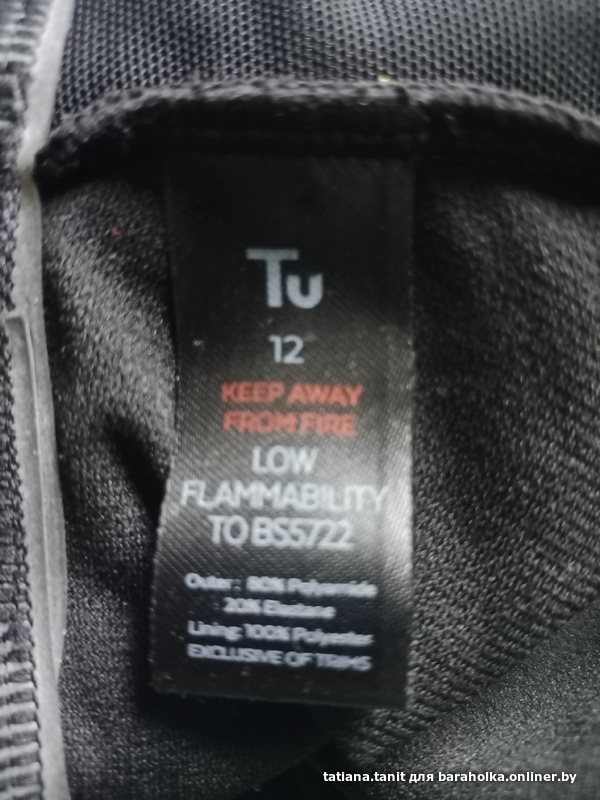 Tu
12
KEEP AWAY
FROM FIRE
LOW
FLAMMABILITY
TO BS5722
Outer : 80% Polyamide
20% Elastane
Lining: 100% Polyester
EXCLUSIVE OF TRIMS
tatiana.tanit для baraholka.onliner.by